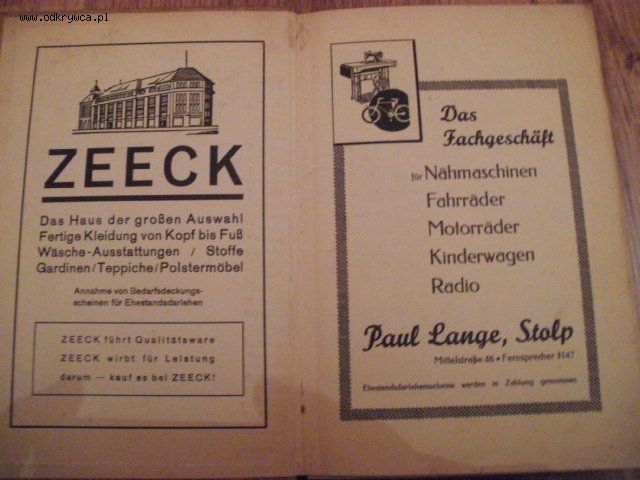 www.odkrywca.pl
ZEECK
Das Haus der großen Auswahl
Fertige Kleidung von Kopf bis Fuß
Wäsche-Ausstattungen / Stoffe
Gardinen/Teppiche/Polstermöbel
Annahme von Bedarfsdeckungs-
scheinen für Ehestandsdarlehen
ZEECK führt Qualitätsware
ZEECK wirbt für Leistung
darum — kauf es bei ZEECK!
Das
Fachgeschäft
für Nähmaschinen
Fahrräder
Motorräder
Kinderwagen
Radio
Paul Lange, Stolp
Mittelstraße 46 • Fernsprecher 3147
Ehestandsdarlehenscheine werden in Zahlung genommen